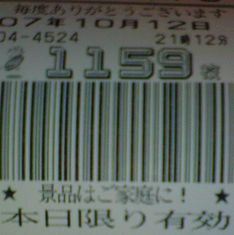 毎度ありがとうございます
07年10月12日
04-4524 21時12分
1159枚
★ 景品はご家庭に! ★
本日限り有効